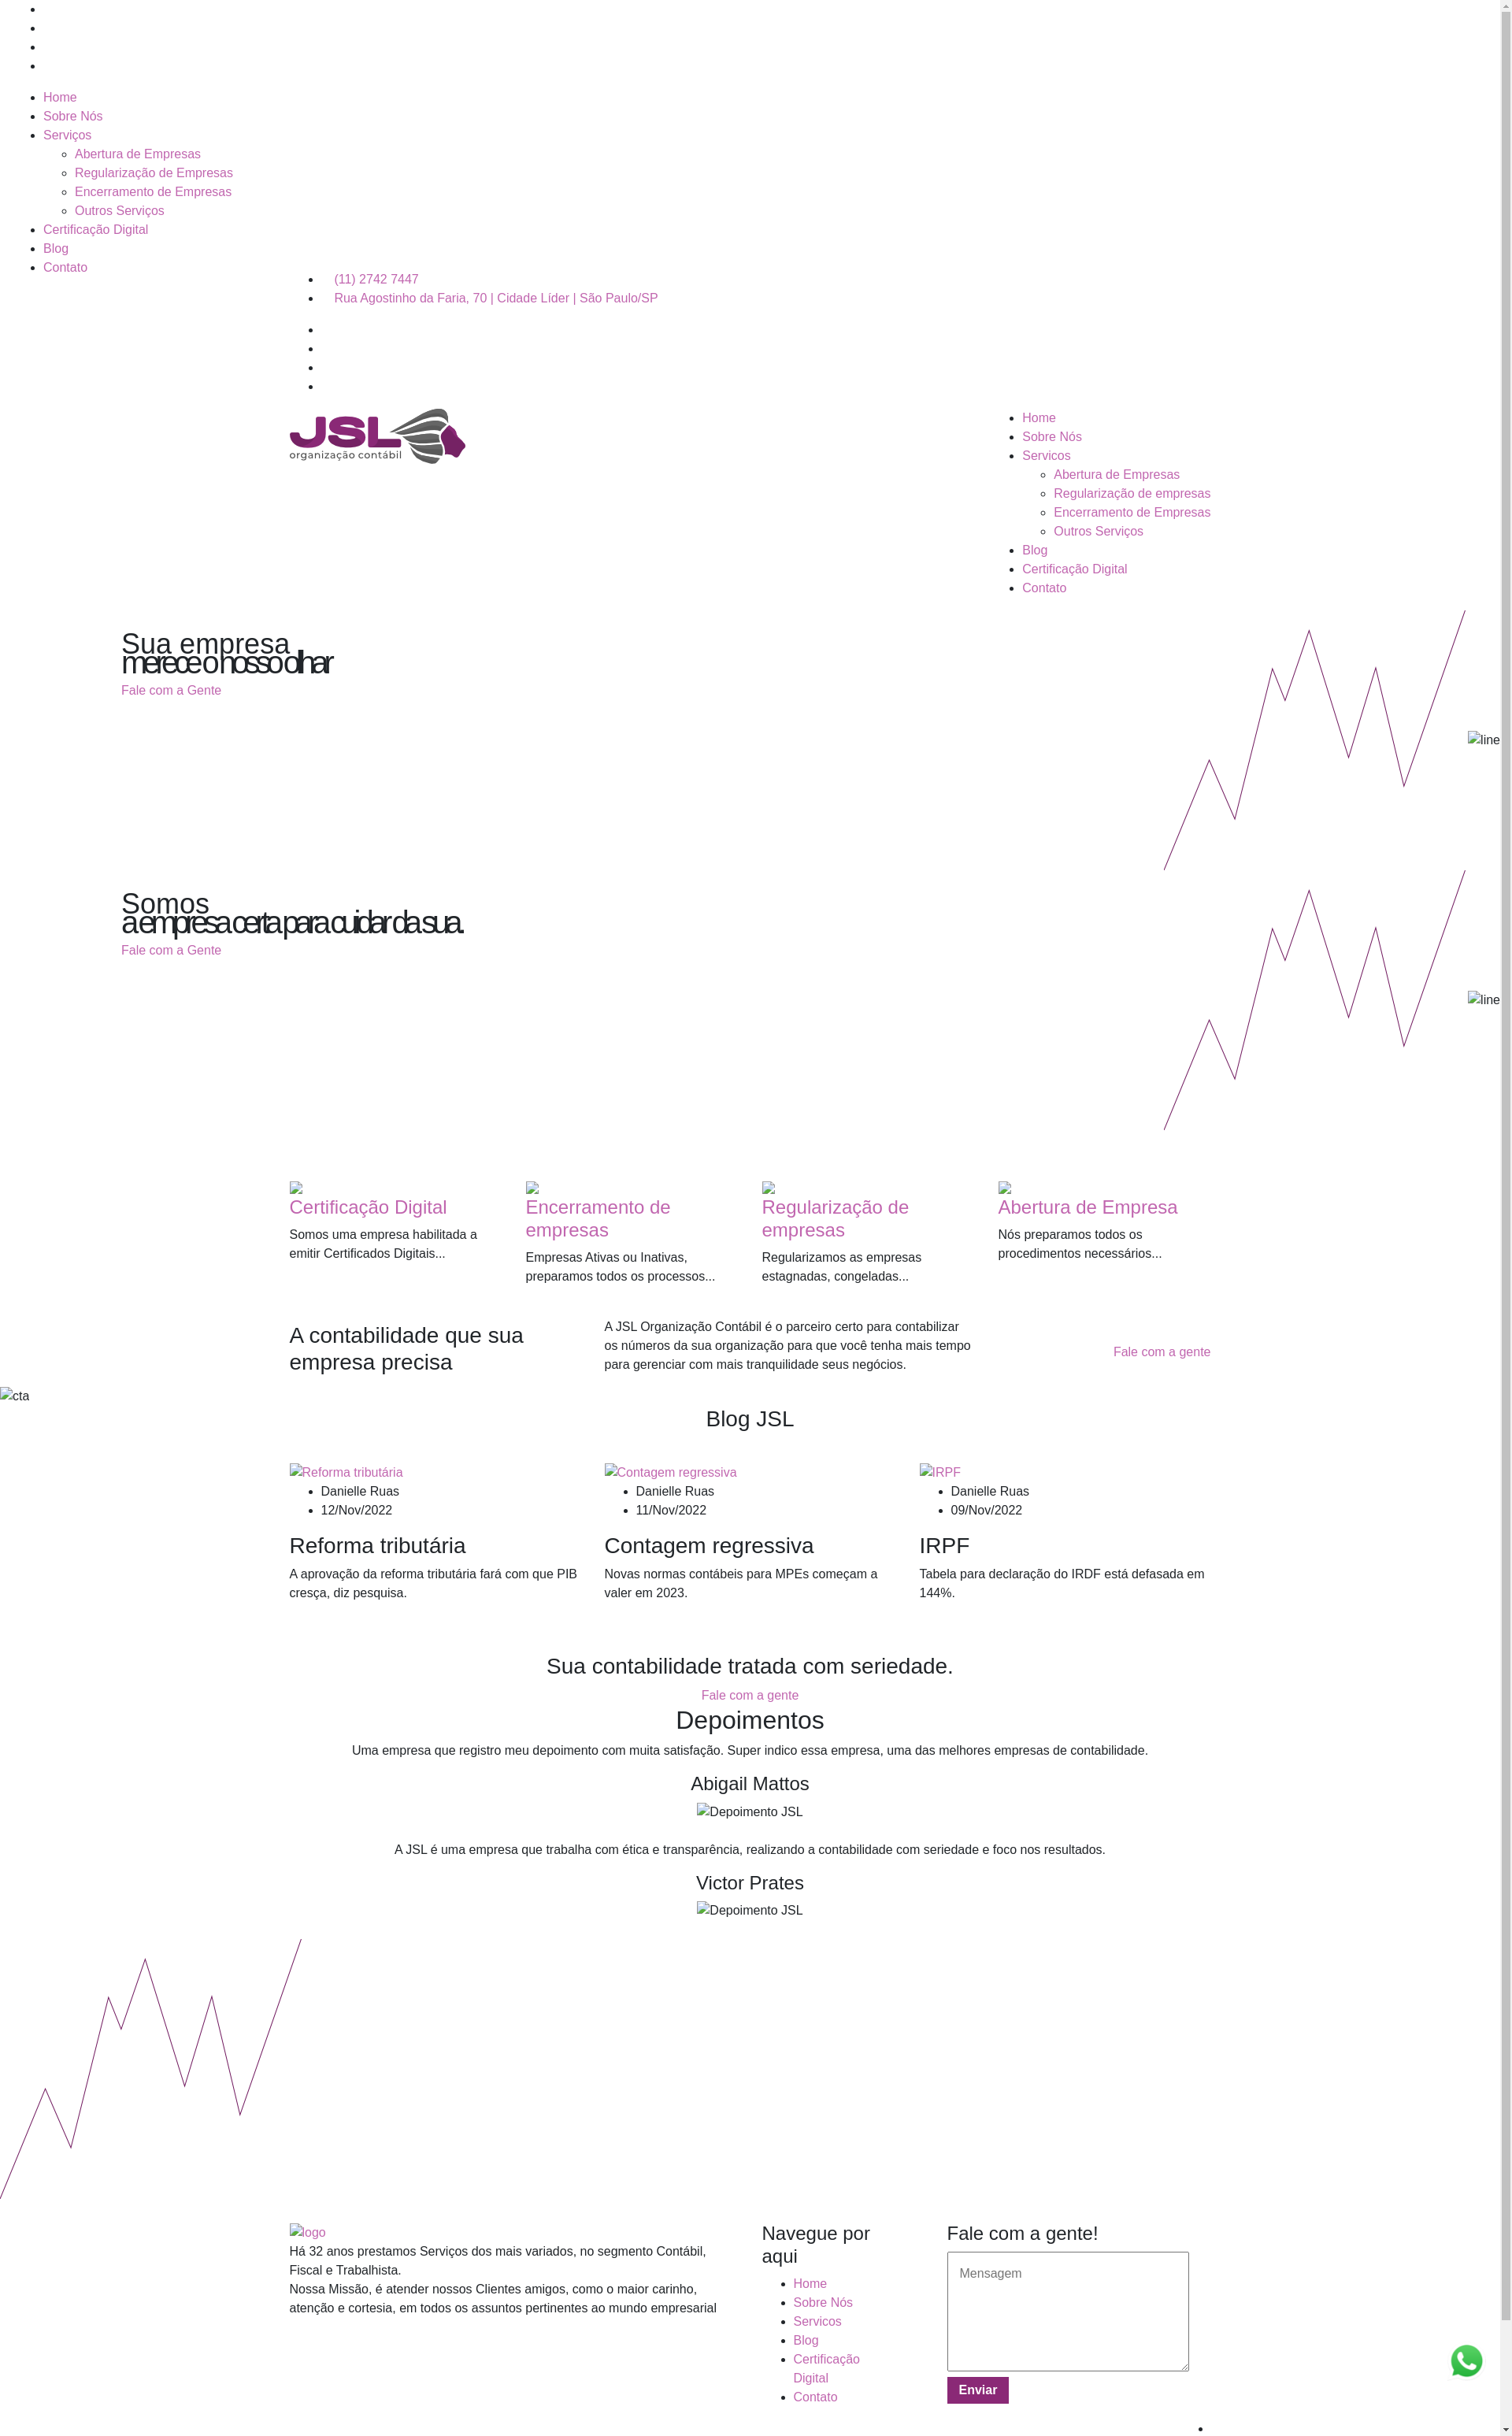 Home
Sobre Nós
Serviços
Abertura de Empresas
Regularização de Empresas
Encerramento de Empresas
Outros Serviços
Certificação Digital
Blog
Contato
(11) 2742 7447
Rua Agostinho da Faria, 70 | Cidade Líder | São Paulo/SP
JSL
organização contábil
Home
Sobre Nós
Servicos
Abertura de Empresas
Regularização de empresas
Encerramento de Empresas
Outros Serviços
Blog
Certificação Digital
Contato
Sua empresa
merece o nosso olhar
Fale com a Gente
line
Somos
a empresa certa para cuidar da sua.
Fale com a Gente
line
Certificação Digital
Somos uma empresa habilitada a
emitir Certificados Digitais...
Encerramento de
empresas
Empresas Ativas ou Inativas,
preparamos todos os processos...
Regularização de
empresas
Regularizamos as empresas
estagnadas, congeladas...
Abertura de Empresa
Nós preparamos todos os
procedimentos necessários...
A contabilidade que sua
empresa precisa
A JSL Organização Contábil é o parceiro certo para contabilizar
os números da sua organização para que você tenha mais tempo
para gerenciar com mais tranquilidade seus negócios.
Fale com a gente
cta
Blog JSL
Reforma tributária
Danielle Ruas
12/Nov/2022
Reforma tributária
A aprovação da reforma tributária fará com que PIB
cresça, diz pesquisa.
Contagem regressiva
Danielle Ruas
11/Nov/2022
Contagem regressiva
Novas normas contábeis para MPEs começam a
valer em 2023.
IRPF
Danielle Ruas
09/Nov/2022
IRPF
Tabela para declaração do IRDF está defasada em
144%.
Sua contabilidade tratada com seriedade.
Fale com a gente
Depoimentos
Uma empresa que registro meu depoimento com muita satisfação. Super indico essa empresa, uma das melhores empresas de contabilidade.
Abigail Mattos
Depoimento JSL
A JSL é uma empresa que trabalha com ética e transparência, realizando a contabilidade com seriedade e foco nos resultados.
Victor Prates
Depoimento JSL
logo
Há 32 anos prestamos Serviços dos mais variados, no segmento Contábil,
Fiscal e Trabalhista.
Nossa Missão, é atender nossos Clientes amigos, como o maior carinho,
atenção e cortesia, em todos os assuntos pertinentes ao mundo empresarial
Navegue por
aqui
Home
Sobre Nós
Servicos
Blog
Certificação
Digital
Contato
Fale com a gente!
Mensagem
Enviar